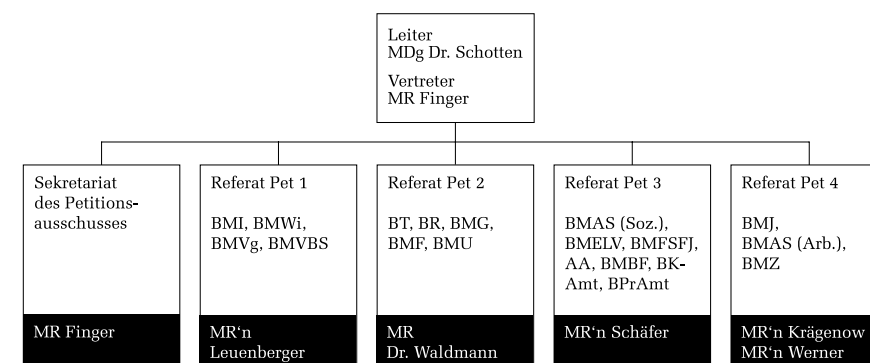 Leiter
MDg Dr. Schotten
Vertreter
MR Finger
Sekretariat
des Petitions-
ausschusses
MR Finger
Referat Pet 1
BMI, BMWi,
BMVg, BMVBS
MR‘n
Leuenberger
Referat Pet 2
BT, BR, BMG,
BMF, BMU
MR
Dr. Waldmann
Referat Pet 3
BMAS (Soz.),
BMELV, BMFSFJ,
AA, BMBF, BK-
Amt, BPrAmt
MR‘n Schäfer
Referat Pet 4
BMJ,
BMAS (Arb.),
BMZ
MR‘n Krägenow
MR‘n Werner